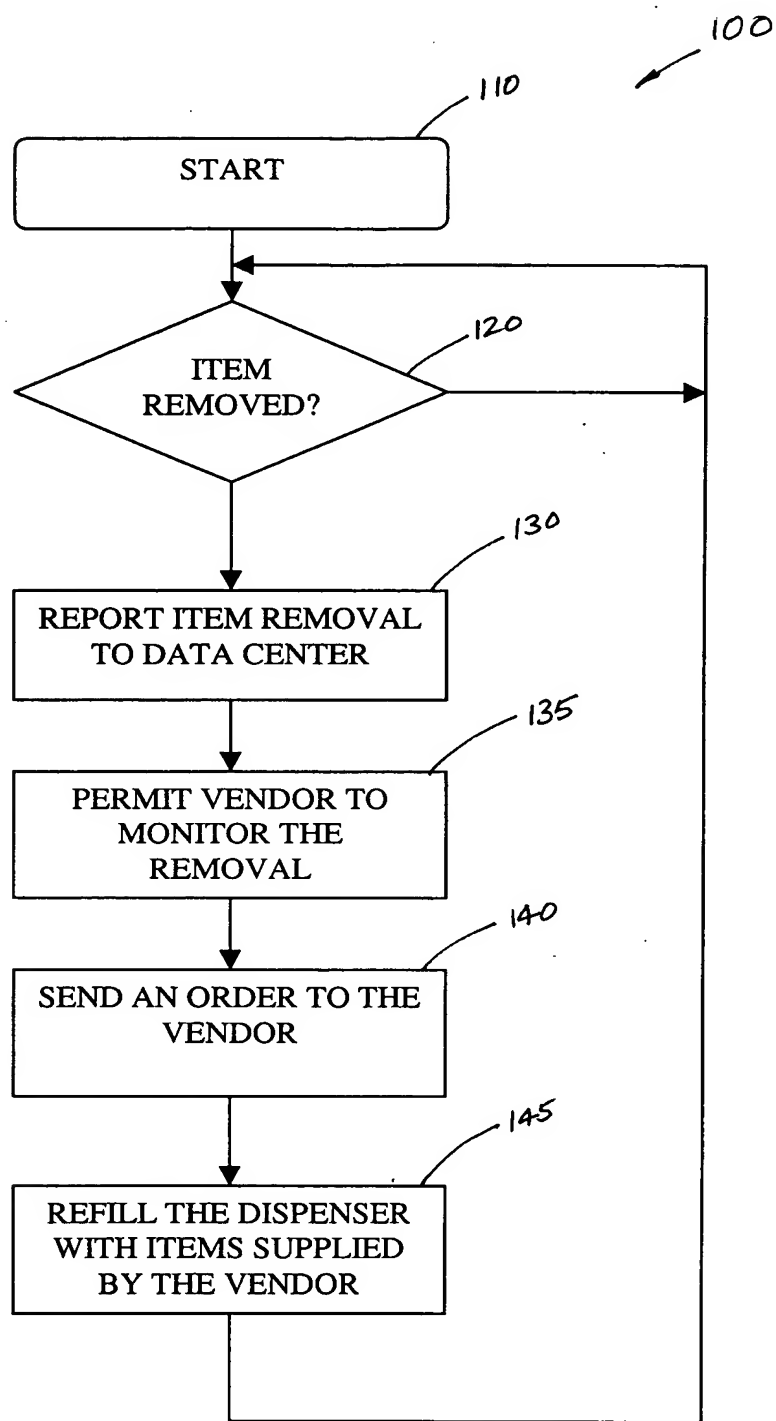 100
110
START
120
ITEM
REMOVED?
130
REPORT ITEM REMOVAL
TO DATA CENTER
135
PERMIT VENDOR TO
MONITOR THE
REMOVAL
140
SEND AN ORDER TO THE
VENDOR
145
REFILL THE DISPENSER
WITH ITEMS SUPPLIED
BY THE VENDOR